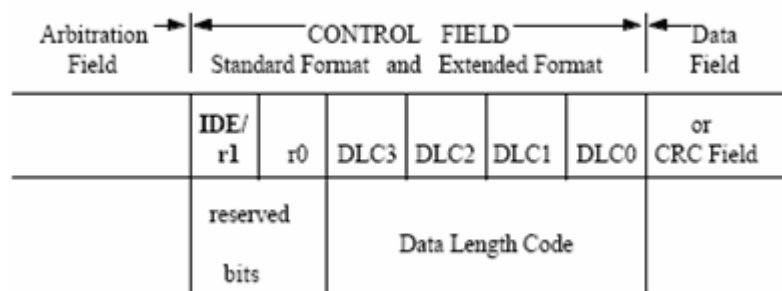 Arbitration CONTROL FIELD Data
Field Standard Format and Extended Format Field
IDE/ or
r1 r0 DLC3 DLC2 DLC1 DLC0 CRC Field
reserved
Data Length Code
bits